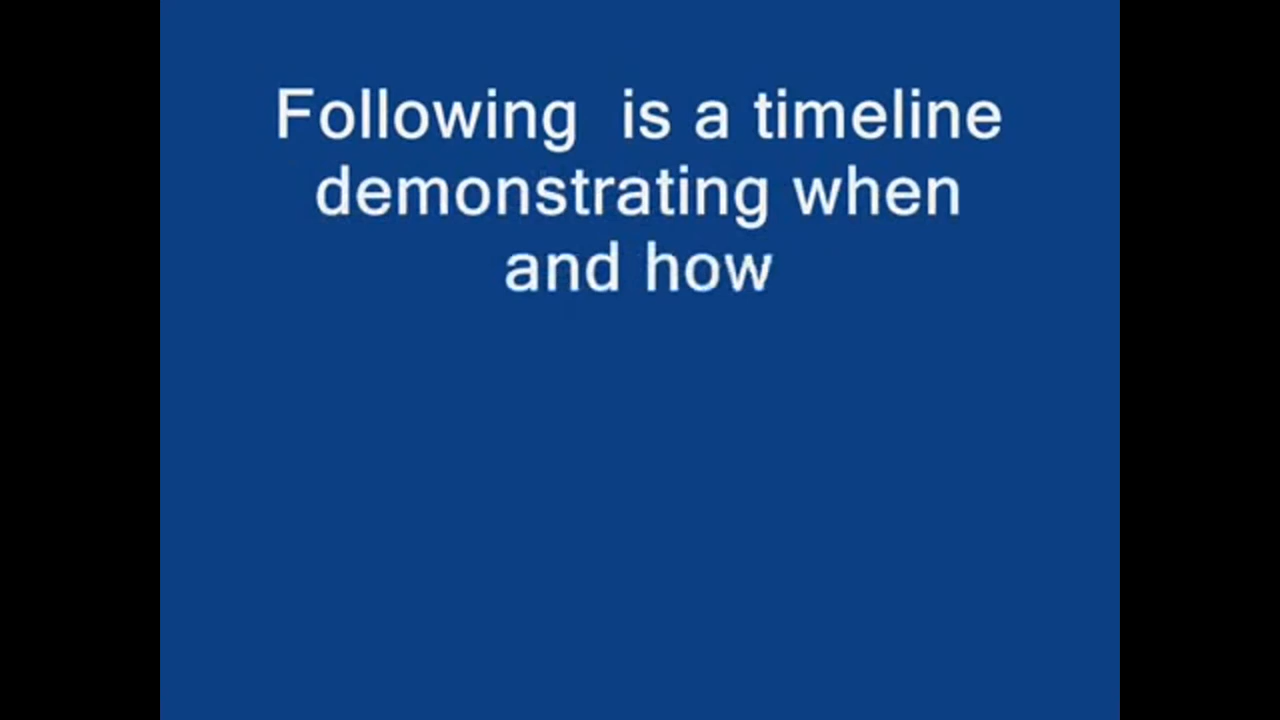 Following  is a timeline
demonstrating when
and how